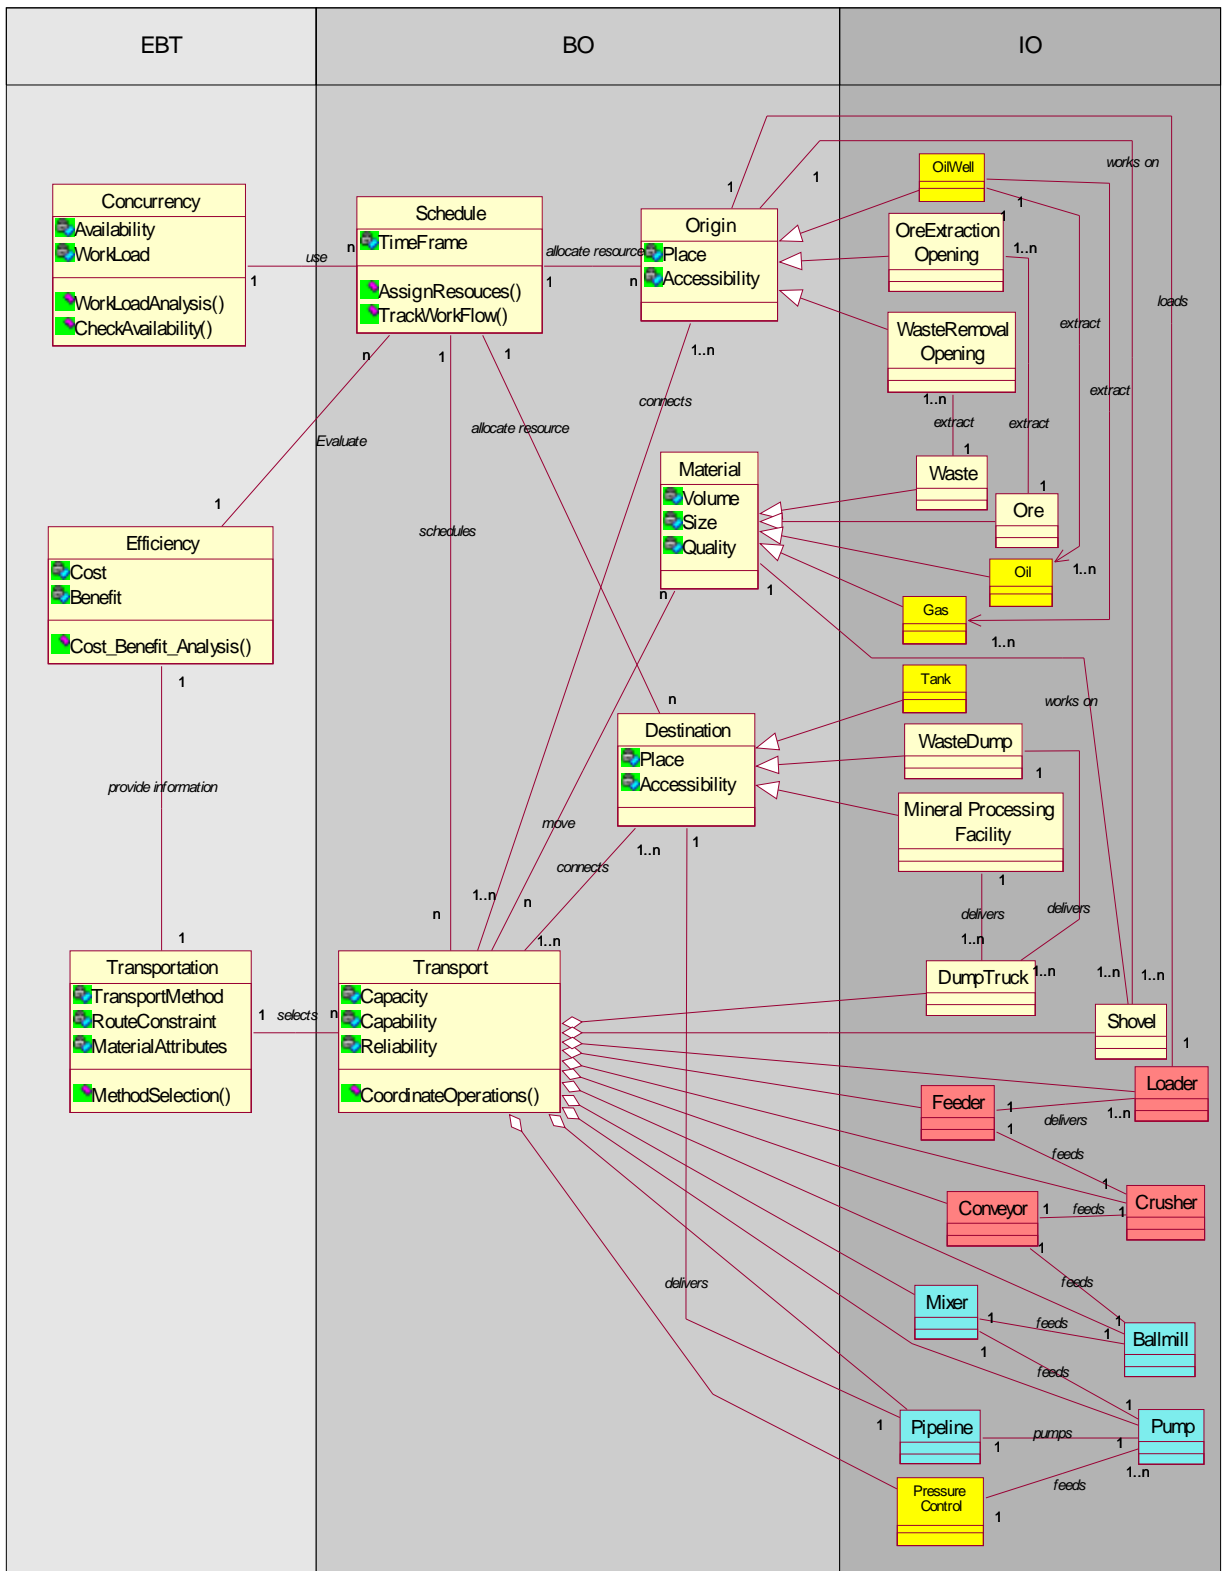 EBT
BO
IO
Concurrency
Availability
WorkLoad
WorkLoadAnalysis()
CheckAvailability()
1
use
n
Schedule
TimeFrame
AssignResouces()
TrackWorkFlow()
allocate resource
1
n
Origin
Place
Accessibility
1
1
works on
loads
OilWell
1
1
OreExtraction
Opening
1..n
WasteRemoval
Opening
1..n
extract
extract
extract
extract
1
1
n
1
1
1..n
connects
Evaluate
allocate resource
schedules
1
Material
Volume
Size
Quality
n
1
Waste
Ore
Oil
1..n
Gas
1..n
Efficiency
Cost
Benefit
Cost_Benefit_Analysis()
1
provide information
1
Tank
works on
n
Destination
Place
Accessibility
1..n
1
WasteDump
1
Mineral Processing
Facility
1
delivers
delivers
1..n
1..n
move
connects
1..n
n
n
1..n
Transportation
TransportMethod
RouteConstraint
MaterialAttributes
MethodSelection()
1
selects
n
Transport
Capacity
Capability
Reliability
CoordinateOperations()
DumpTruck
1..n
1..n
Shovel
1
Loader
1..n
Feeder
1
delivers
1
feeds
1
Conveyor
1
feeds
1
Crusher
1
feeds
1
delivers
Mixer
1
feeds
1
Ballmill
1
feeds
1
Pipeline
1
1
pumps
1
Pump
1..n
feeds
Pressure
Control
1